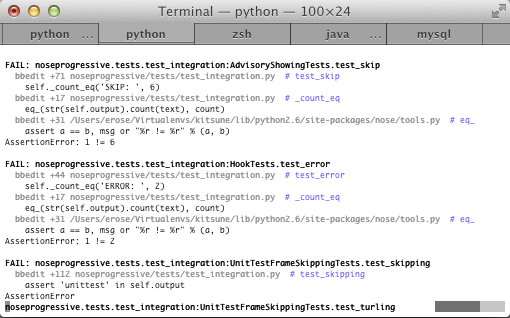 Terminal — python — 100×24
python ... python zsh java ... mysql
FAIL: noseprogressive.tests.test_integration:AdvisoryShowingTests.test_skip
bbedit +71 noseprogressive/tests/test_integration.py # test_skip
self._count_eq('SKIP: ', 6)
bbedit +17 noseprogressive/tests/test_integration.py # _count_eq
eq_(str(self.output).count(text), count)
bbedit +31 /Users/erose/Virtualenvs/kitsune/lib/python2.6/site-packages/nose/tools.py # eq_
assert a == b, msg or "%r != %r" % (a, b)
AssertionError: 1 != 6
FAIL: noseprogressive.tests.test_integration:HookTests.test_error
bbedit +44 noseprogressive/tests/test_integration.py # test_error
self._count_eq('ERROR: ', 2)
bbedit +17 noseprogressive/tests/test_integration.py # _count_eq
eq_(str(self.output).count(text), count)
bbedit +31 /Users/erose/Virtualenvs/kitsune/lib/python2.6/site-packages/nose/tools.py # eq_
assert a == b, msg or "%r != %r" % (a, b)
AssertionError: 1 != 2
FAIL: noseprogressive.tests.test_integration:UnitTestFrameSkippingTests.test_skipping
bbedit +112 noseprogressive/tests/test_integration.py # test_skipping
assert 'unittest' in self.output
AssertionError
noseprogressive.tests.test_integration:UnitTestFrameSkippingTests.test_turling